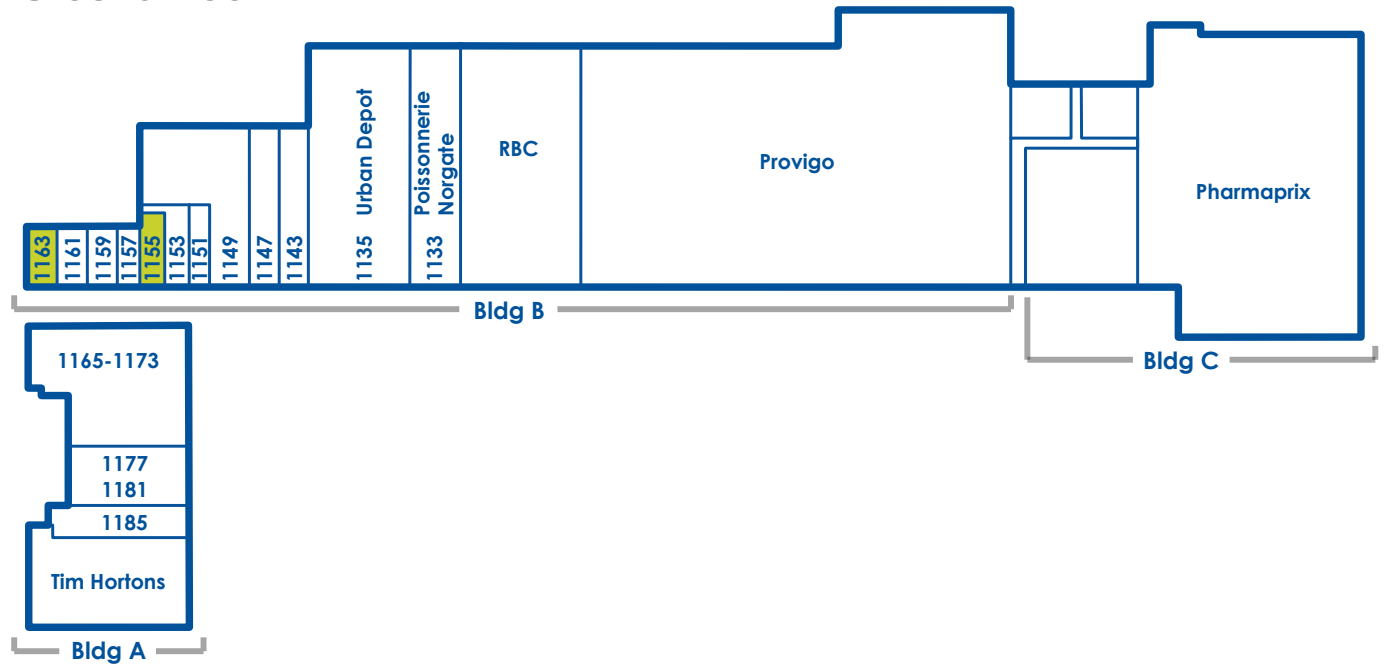 1163
1161
1159
1157
1155
1153
1151
1149
1147
1143
1135 Urban Depot
1133 Poissonnerie
Norgate
RBC
Provigo
Pharmaprix
Bldg B
Bldg C
1165-1173
1177
1181
1185
Tim Hortons
Bldg A